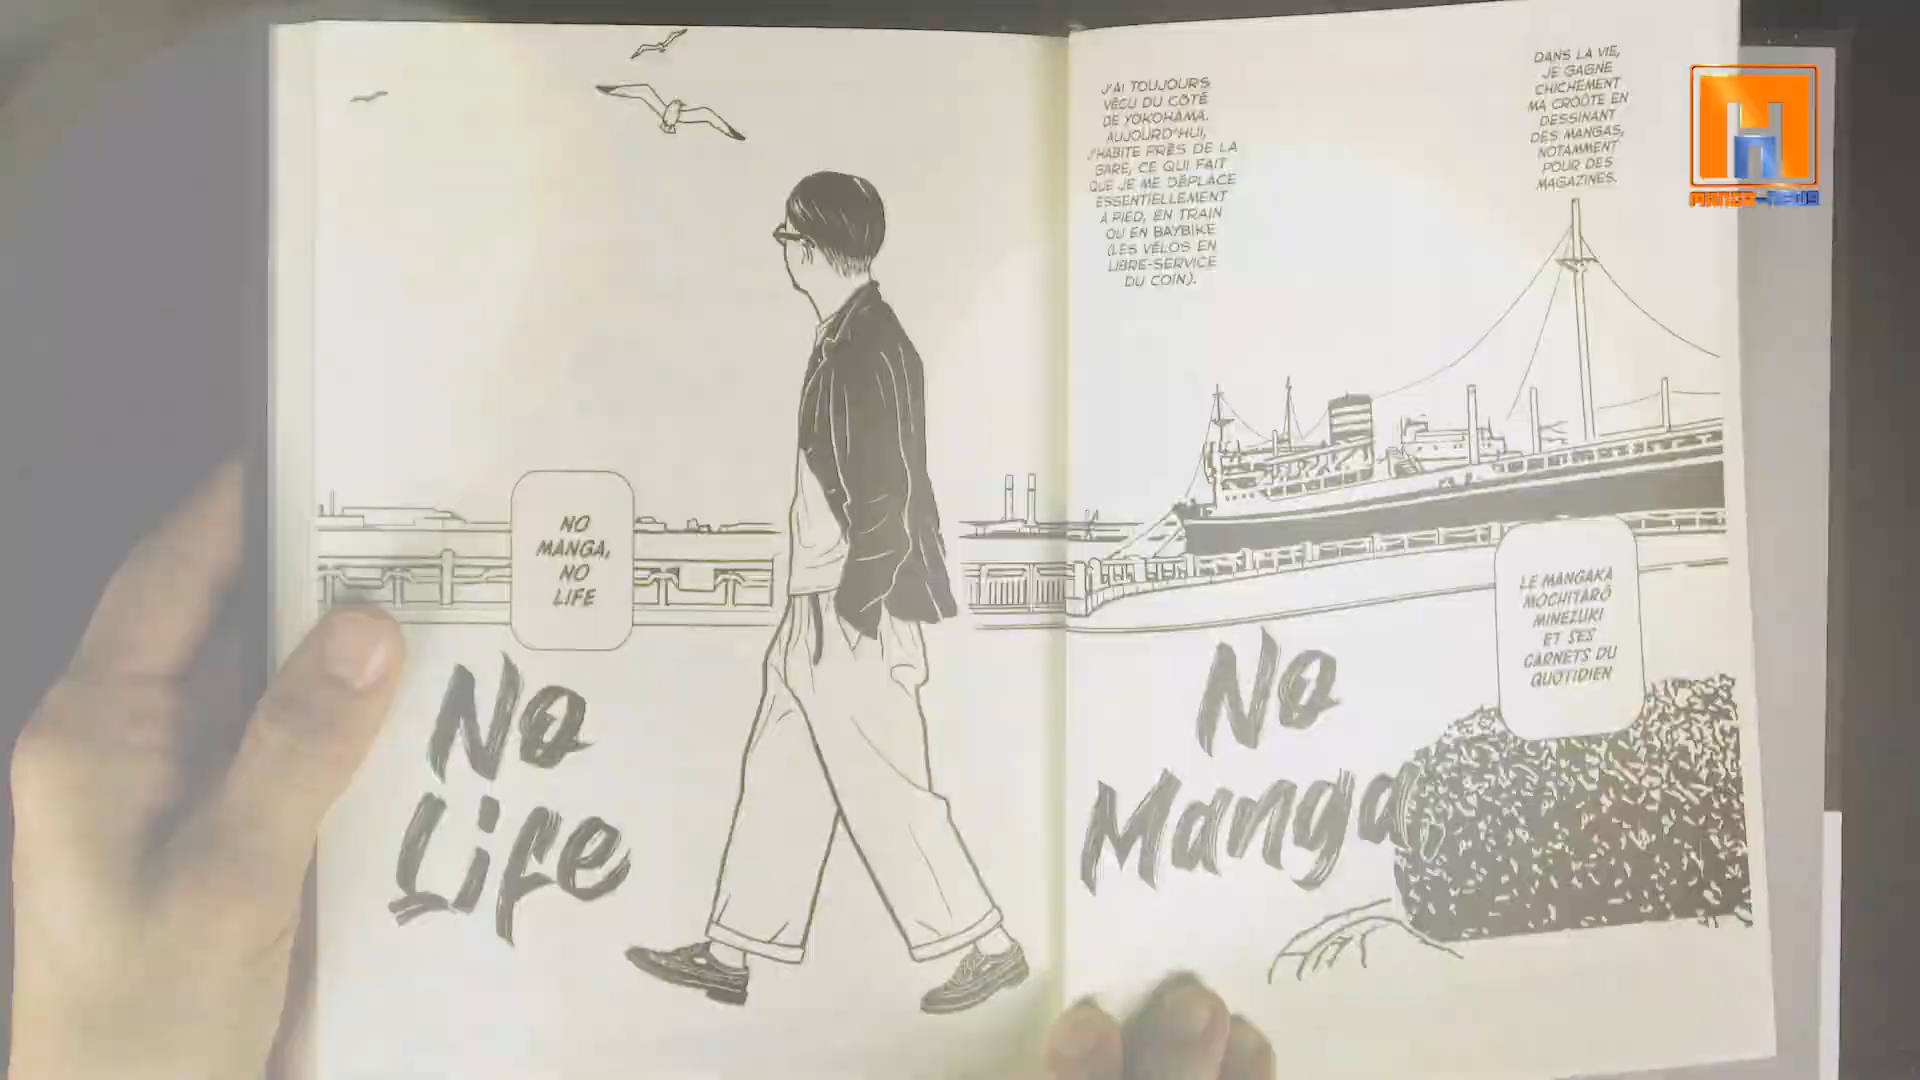 DANS LA VIE,
JE GAGNE
CHICHEMENT
MA CROÛTE EN
DESSINANT
DES MANGAS,
NOTAMMENT
POUR DES
MAGAZINES.
J'AI TOUJOURS
VÉCU DU CÔTÉ
DE YOKOHAMA.
AUJOURD'HUI,
J'HABITE PRÈS DE LA
GARE, CE QUI FAIT
QUE JE ME DÉPLACE
ESSENTIELLEMENT
À PIED, EN TRAIN
OU EN BAYBIKE
(LES VÉLOS EN
LIBRE-SERVICE
DU COIN).
No
Manga,
LE MANGAKA
MOCHITARÔ
MINEZUKI
ET SES
CARNETS DU
QUOTIDIEN
NO
MANGA,
NO
LIFE
No
Life
MANGA-NEWS